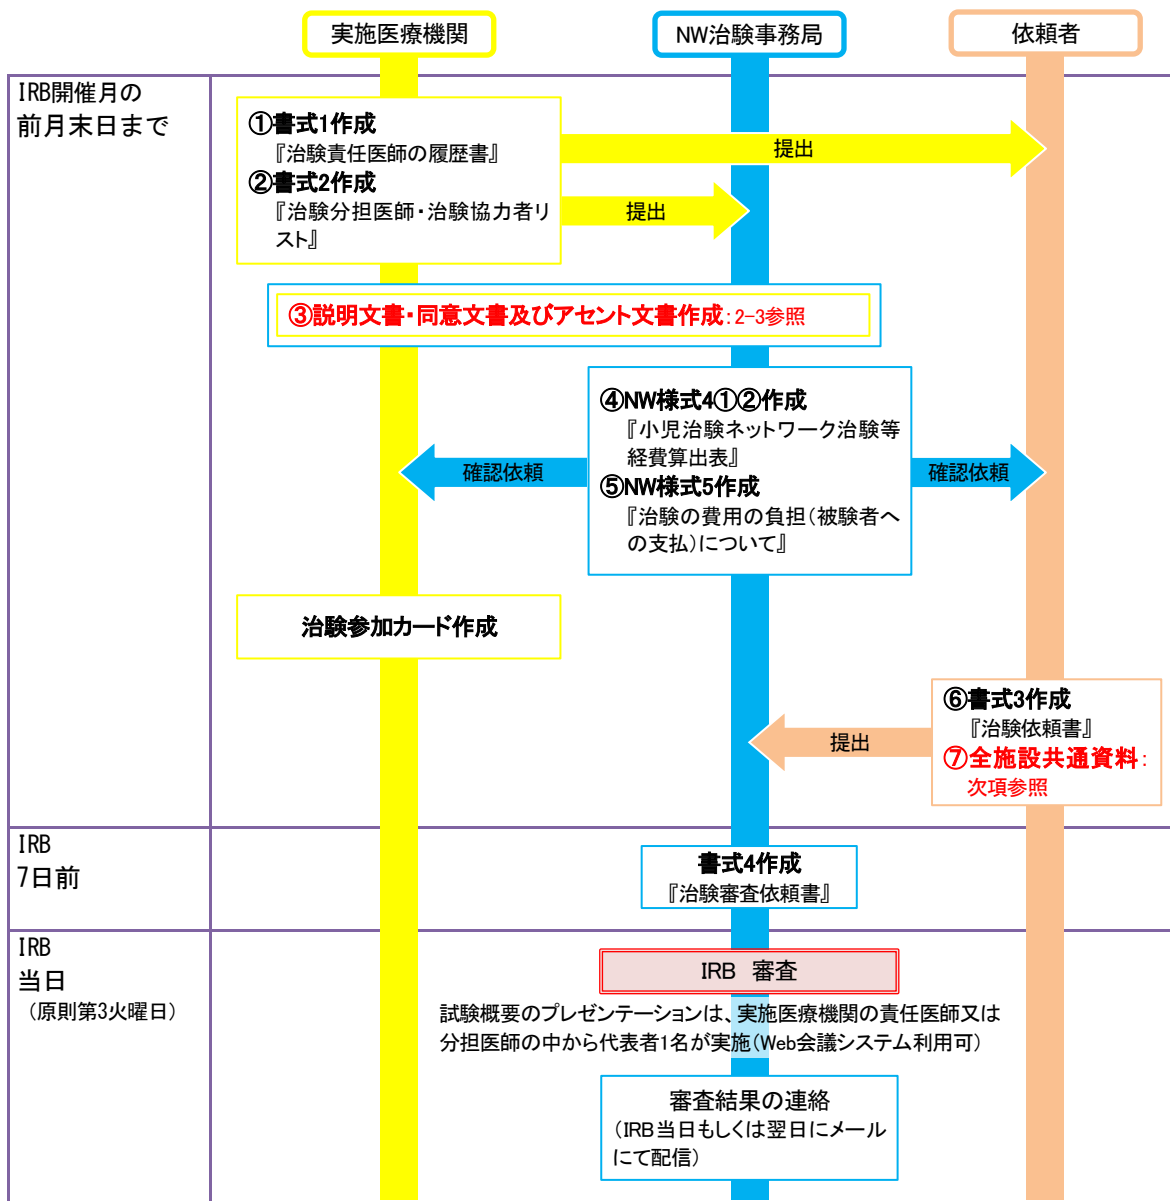 実施医療機関
NW治験事務局
依頼者
IRB開催月の
前月末日まで
①書式1作成
『治験責任医師の履歴書』
②書式2作成
『治験分担医師・治験協力者リ
スト』
提出
提出
③説明文書・同意文書及びアセント文書作成：2-3参照
④NW様式4①②作成
『小児治験ネットワーク治験等
経費算出表』
⑤NW様式5作成
『治験の費用の負担（被験者へ
の支払）について』
確認依頼
確認依頼
治験参加カード作成
⑥書式3作成
『治験依頼書』
⑦全施設共通資料：
次項参照
提出
IRB
7日前
書式4作成
『治験審査依頼書』
IRB
当日
（原則第3火曜日）
IRB 審査
試験概要のプレゼンテーションは、実施医療機関の責任医師又は
分担医師の中から代表者1名が実施（Web会議システム利用可）
審査結果の連絡
（IRB当日もしくは翌日にメール
にて配信）